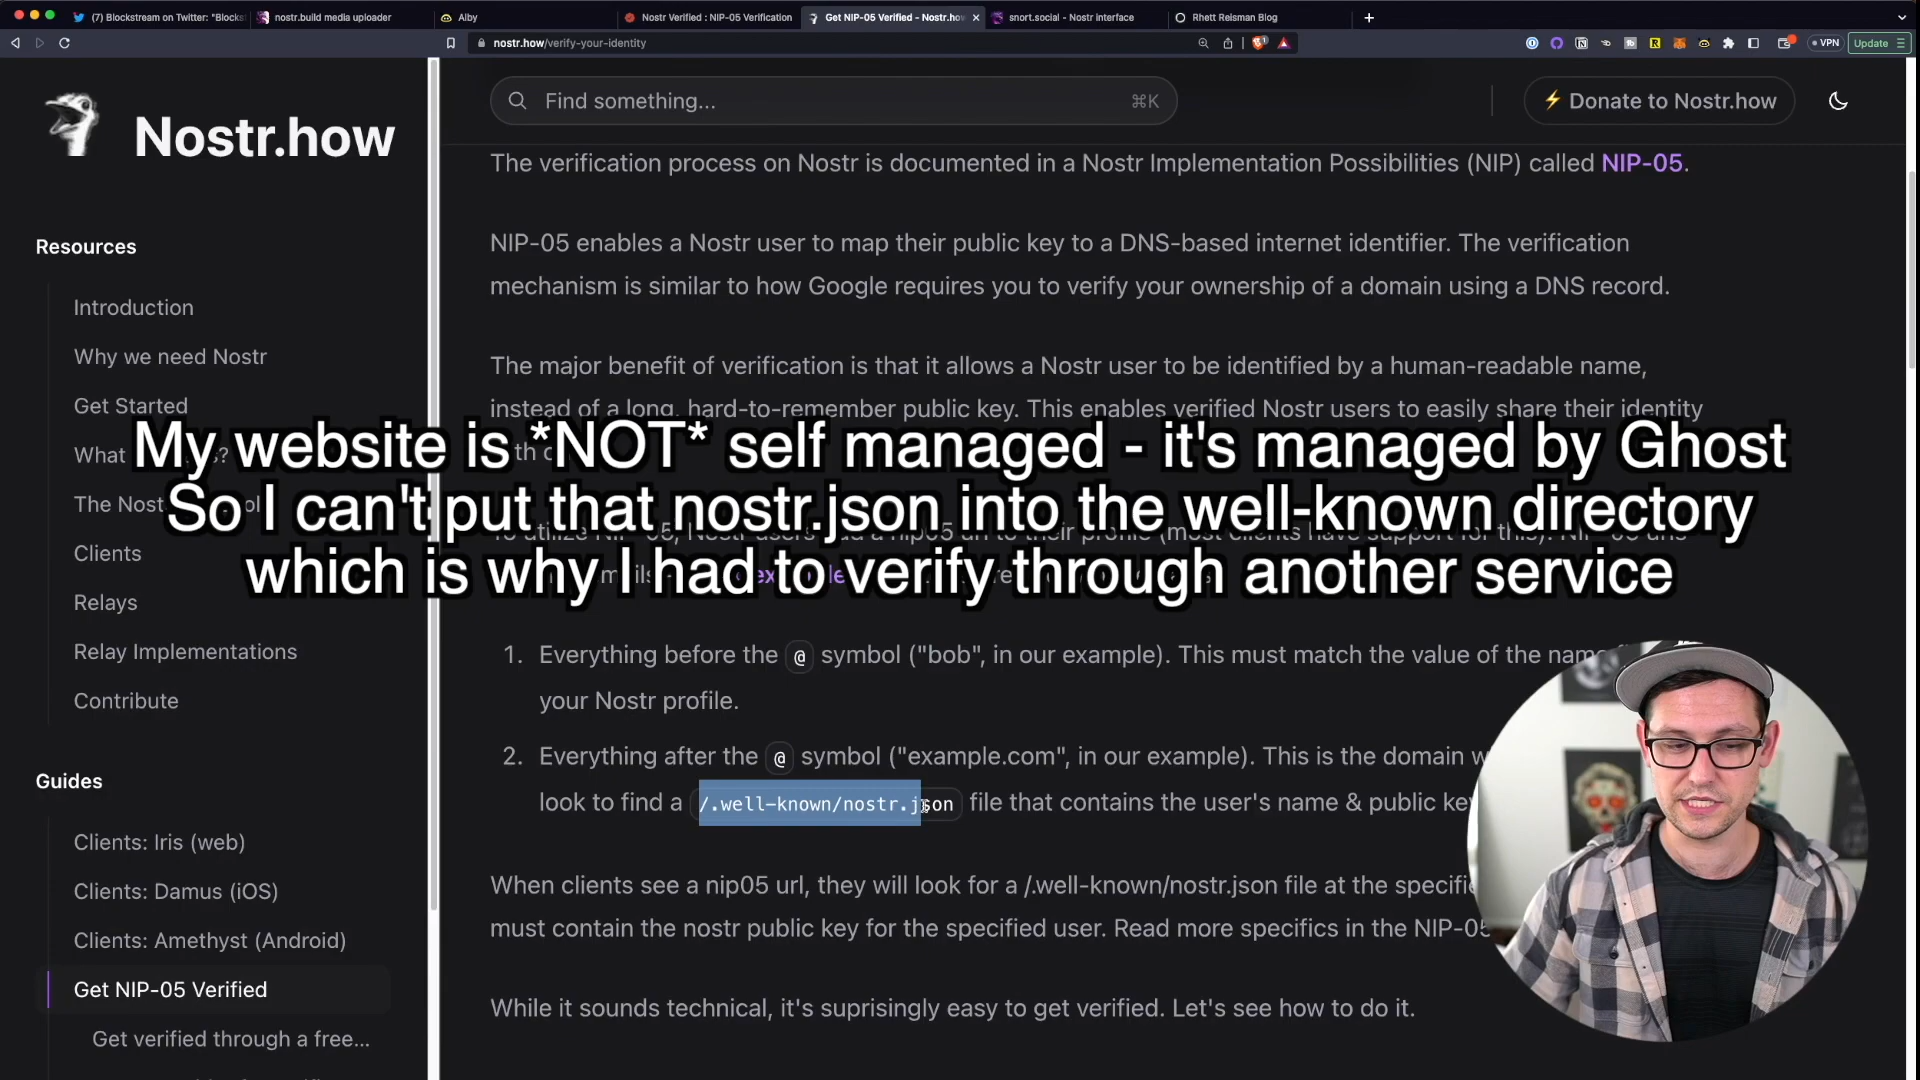 Blockstream on Twitter: "Blocks
nostr.build media uploader
Alby
Nostr Verified : NIP-05 Verification
Get NIP-05 Verified - Nostr.how
snort.social - Nostr interface
Rhett Reisman Blog
nostr.how/verify-your-identity
VPN
Update
Nostr.how
Find something...
⌘K
Donate to Nostr.how
Resources
Introduction
Why we need Nostr
Get Started
What
?
The Nost
ol
Clients
Relays
Relay Implementations
Contribute
Guides
Clients: Iris (web)
Clients: Damus (iOS)
Clients: Amethyst (Android)
Get NIP-05 Verified
Get verified through a free...
The verification process on Nostr is documented in a Nostr Implementation Possibilities (NIP) called NIP-05.
NIP-05 enables a Nostr user to map their public key to a DNS-based internet identifier. The verification
mechanism is similar to how Google requires you to verify your ownership of a domain using a DNS record.
The major benefit of verification is that it allows a Nostr user to be identified by a human-readable name,
instead of a long, hard-to-remember public key. This enables verified Nostr users to easily share their identity
My website is *NOT* self managed - it's managed by Ghost
So I can't put that nostr.json into the well-known directory
which is why I had to verify through another service
1. Everything before the @ symbol ("bob", in our example). This must match the value of the name
your Nostr profile.
2. Everything after the @ symbol ("example.com", in our example). This is the domain w
look to find a /.well-known/nostr.json file that contains the user's name & public key
When clients see a nip05 url, they will look for a /.well-known/nostr.json file at the specifi
must contain the nostr public key for the specified user. Read more specifics in the NIP-05
While it sounds technical, it's suprisingly easy to get verified. Let's see how to do it.